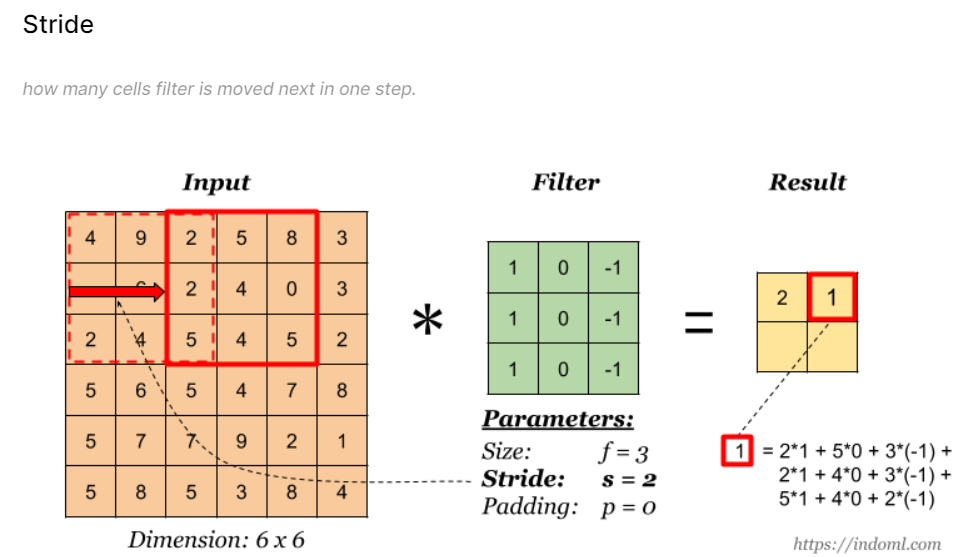 Stride
how many cells filter is moved next in one step.
Input
Filter
Result
4 9 2 5 8 3
2 4 0 3
2 4 5 4 5 2
5 6 5 4 7 8
5 7 7 9 2 1
5 8 5 3 8 4
Dimension: 6 x 6
*
1 0 -1
1 0 -1
1 0 -1
Parameters:
Size: f = 3
Stride: s = 2
Padding: p = 0
=
2 1
1 = 2*1 + 5*0 + 3*(-1) +
2*1 + 4*0 + 3*(-1) +
5*1 + 4*0 + 2*(-1)
https://indoml.com